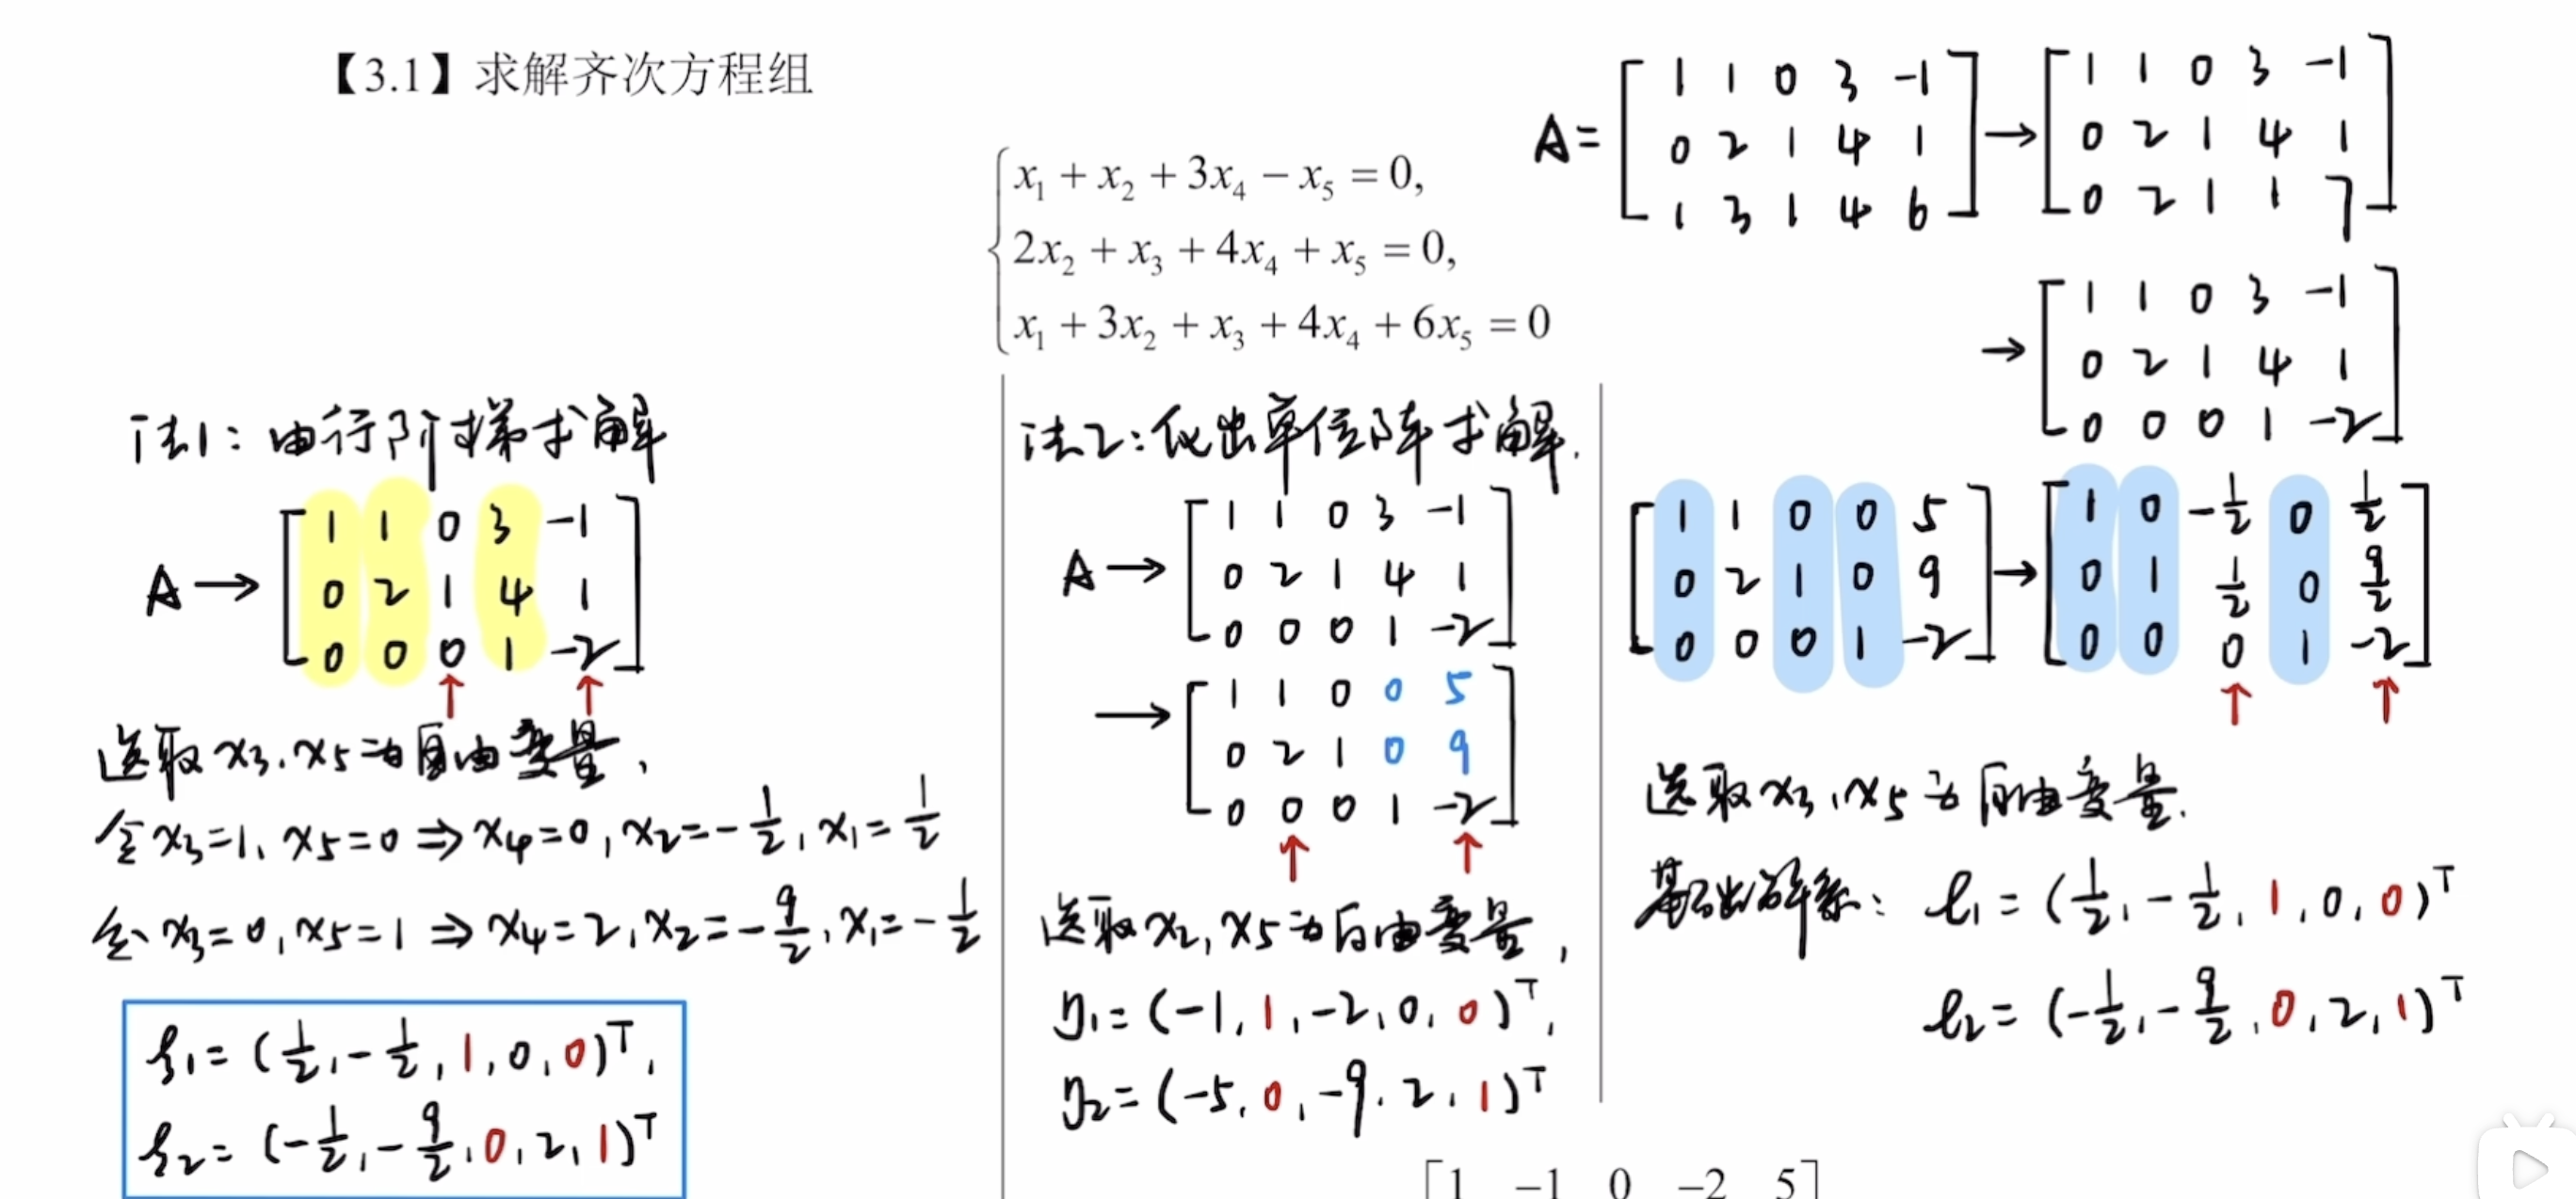 【3.1】求解齐次方程组
x₁ + x₂ + 3x₄ − x₅ = 0,
2x₂ + x₃ + 4x₄ + x₅ = 0,
x₁ + 3x₂ + x₃ + 4x₄ + 6x₅ = 0
A =
1 1 0 3 -1
0 2 1 4 1
1 3 1 4 6
→
1 1 0 3 -1
0 2 1 4 1
0 2 1 1 7
→
1 1 0 3 -1
0 2 1 4 1
0 0 0 1 -2
法1: 由行阶梯求解
A →
1 1 0 3 -1
0 2 1 4 1
0 0 0 1 -2
↑ ↑
选取 x₃, x₅ 为自由变量,
令 x₃=1, x₅=0 ⇒ x₄=0, x₂=-1/2, x₁=1/2
令 x₃=0, x₅=1 ⇒ x₄=2, x₂=-9/2, x₁=-1/2
ξ₁ = (1/2, -1/2, 1, 0, 0)ᵀ,
ξ₂ = (-1/2, -9/2, 0, 2, 1)ᵀ
法2: 化出单位阵求解.
A →
1 1 0 3 -1
0 2 1 4 1
0 0 0 1 -2
→
1 1 0 0 5
0 2 1 0 9
0 0 0 1 -2
↑ ↑
选取 x₂, x₅ 为自由变量,
η₁ = (-1, 1, -2, 0, 0)ᵀ,
η₂ = (-5, 0, -9, 2, 1)ᵀ
1 1 0 0 5
0 2 1 0 9
0 0 0 1 -2
→
1 0 -1/2 0 1/2
0 1 1/2 0 9/2
0 0 0 1 -2
↑ ↑
选取 x₃, x₅ 为自由变量.
基础解系: ℓ₁ = (1/2, -1/2, 1, 0, 0)ᵀ
ℓ₂ = (-1/2, -9/2, 0, 2, 1)ᵀ
1 −1 0 −2 5